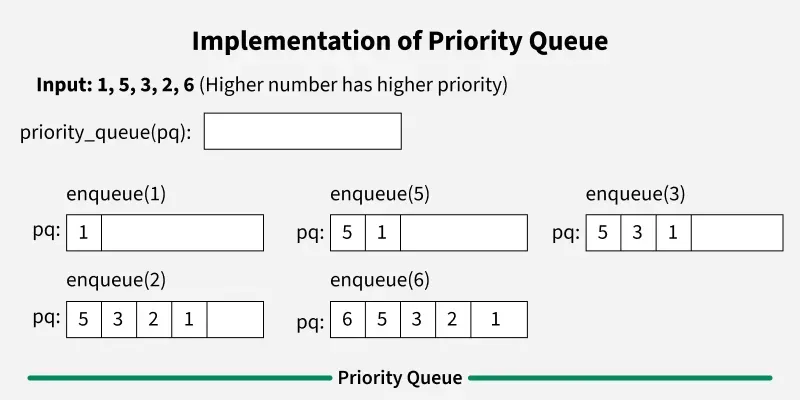 Implementation of Priority Queue
Input: 1, 5, 3, 2, 6 (Higher number has higher priority)
priority_queue(pq):
enqueue(1)
pq: 1
enqueue(5)
pq: 5 1
enqueue(3)
pq: 5 3 1
enqueue(2)
pq: 5 3 2 1
enqueue(6)
pq: 6 5 3 2 1
Priority Queue